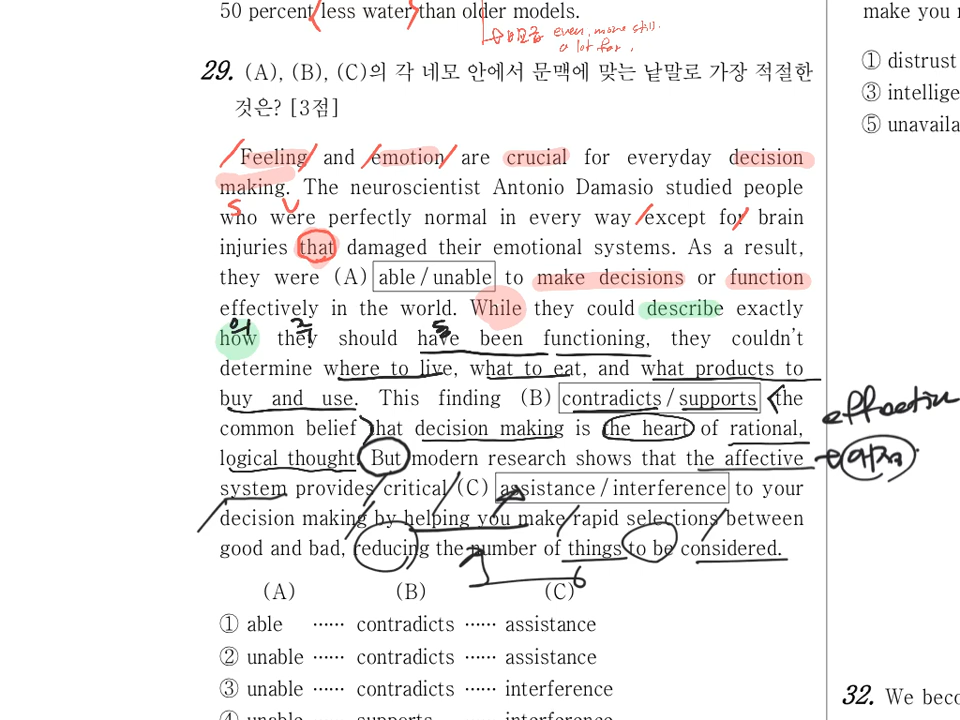 50 percent less water than older models.
even, more still.
a lot far,
29. (A), (B), (C)의 각 네모 안에서 문맥에 맞는 낱말로 가장 적절한
것은? [3점]
Feeling and emotion are crucial for everyday decision
making. The neuroscientist Antonio Damasio studied people
S V
who were perfectly normal in every way except for brain
injuries that damaged their emotional systems. As a result,
they were (A) able / unable to make decisions or function
effectively in the world. While they could describe exactly
의 주 동
how they should have been functioning, they couldn't
determine where to live, what to eat, and what products to
buy and use. This finding (B) contradicts / supports the
common belief that decision making is the heart of rational,
logical thought. But modern research shows that the affective
system provides critical (C) assistance / interference to your
decision making by helping you make rapid selections between
good and bad, reducing the number of things to be considered.
(A) (B) (C)
① able ⋯⋯ contradicts ⋯⋯ assistance
② unable ⋯⋯ contradicts ⋯⋯ assistance
③ unable ⋯⋯ contradicts ⋯⋯ interference
④ unable ⋯⋯ supports ⋯⋯ interference
make you
① distrust
③ intellige
⑤ unavaila
32. We beco